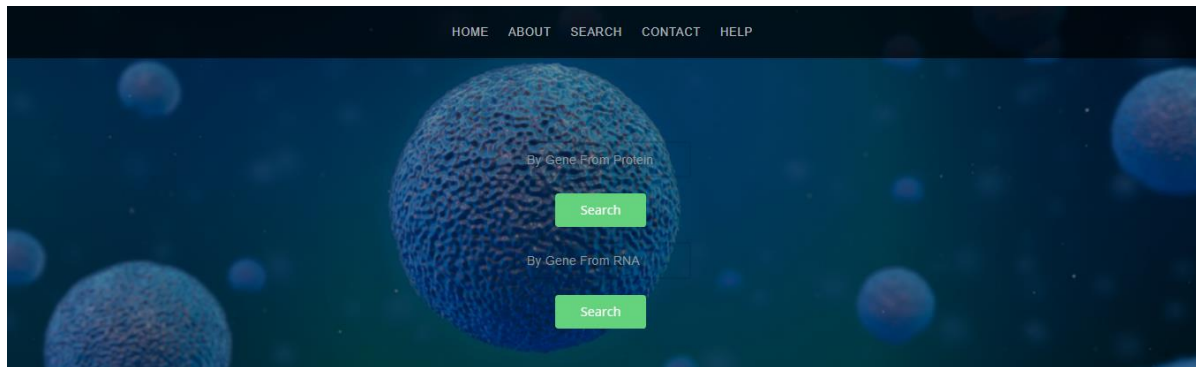 HOME ABOUT SEARCH CONTACT HELP
By Gene From Protein
Search
By Gene From RNA
Search